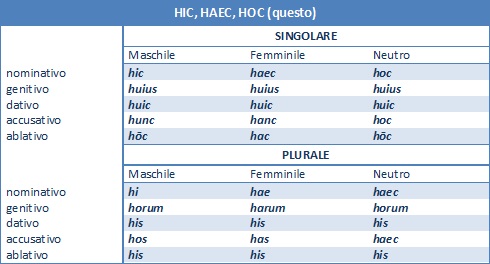 HIC, HAEC, HOC (questo)
SINGOLARE
Maschile Femminile Neutro
nominativo hic haec hoc
genitivo huius huius huius
dativo huic huic huic
accusativo hunc hanc hoc
ablativo hōc hac hōc
PLURALE
Maschile Femminile Neutro
nominativo hi hae haec
genitivo horum harum horum
dativo his his his
accusativo hos has haec
ablativo his his his